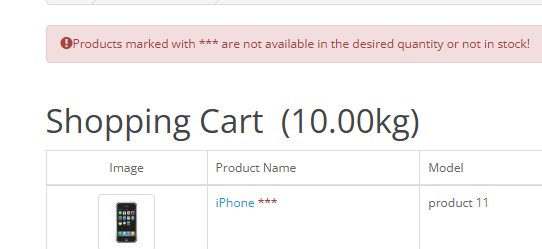 Products marked with *** are not available in the desired quantity or not in stock!
Shopping Cart (10.00kg)
Image Product Name Model
iPhone *** product 11